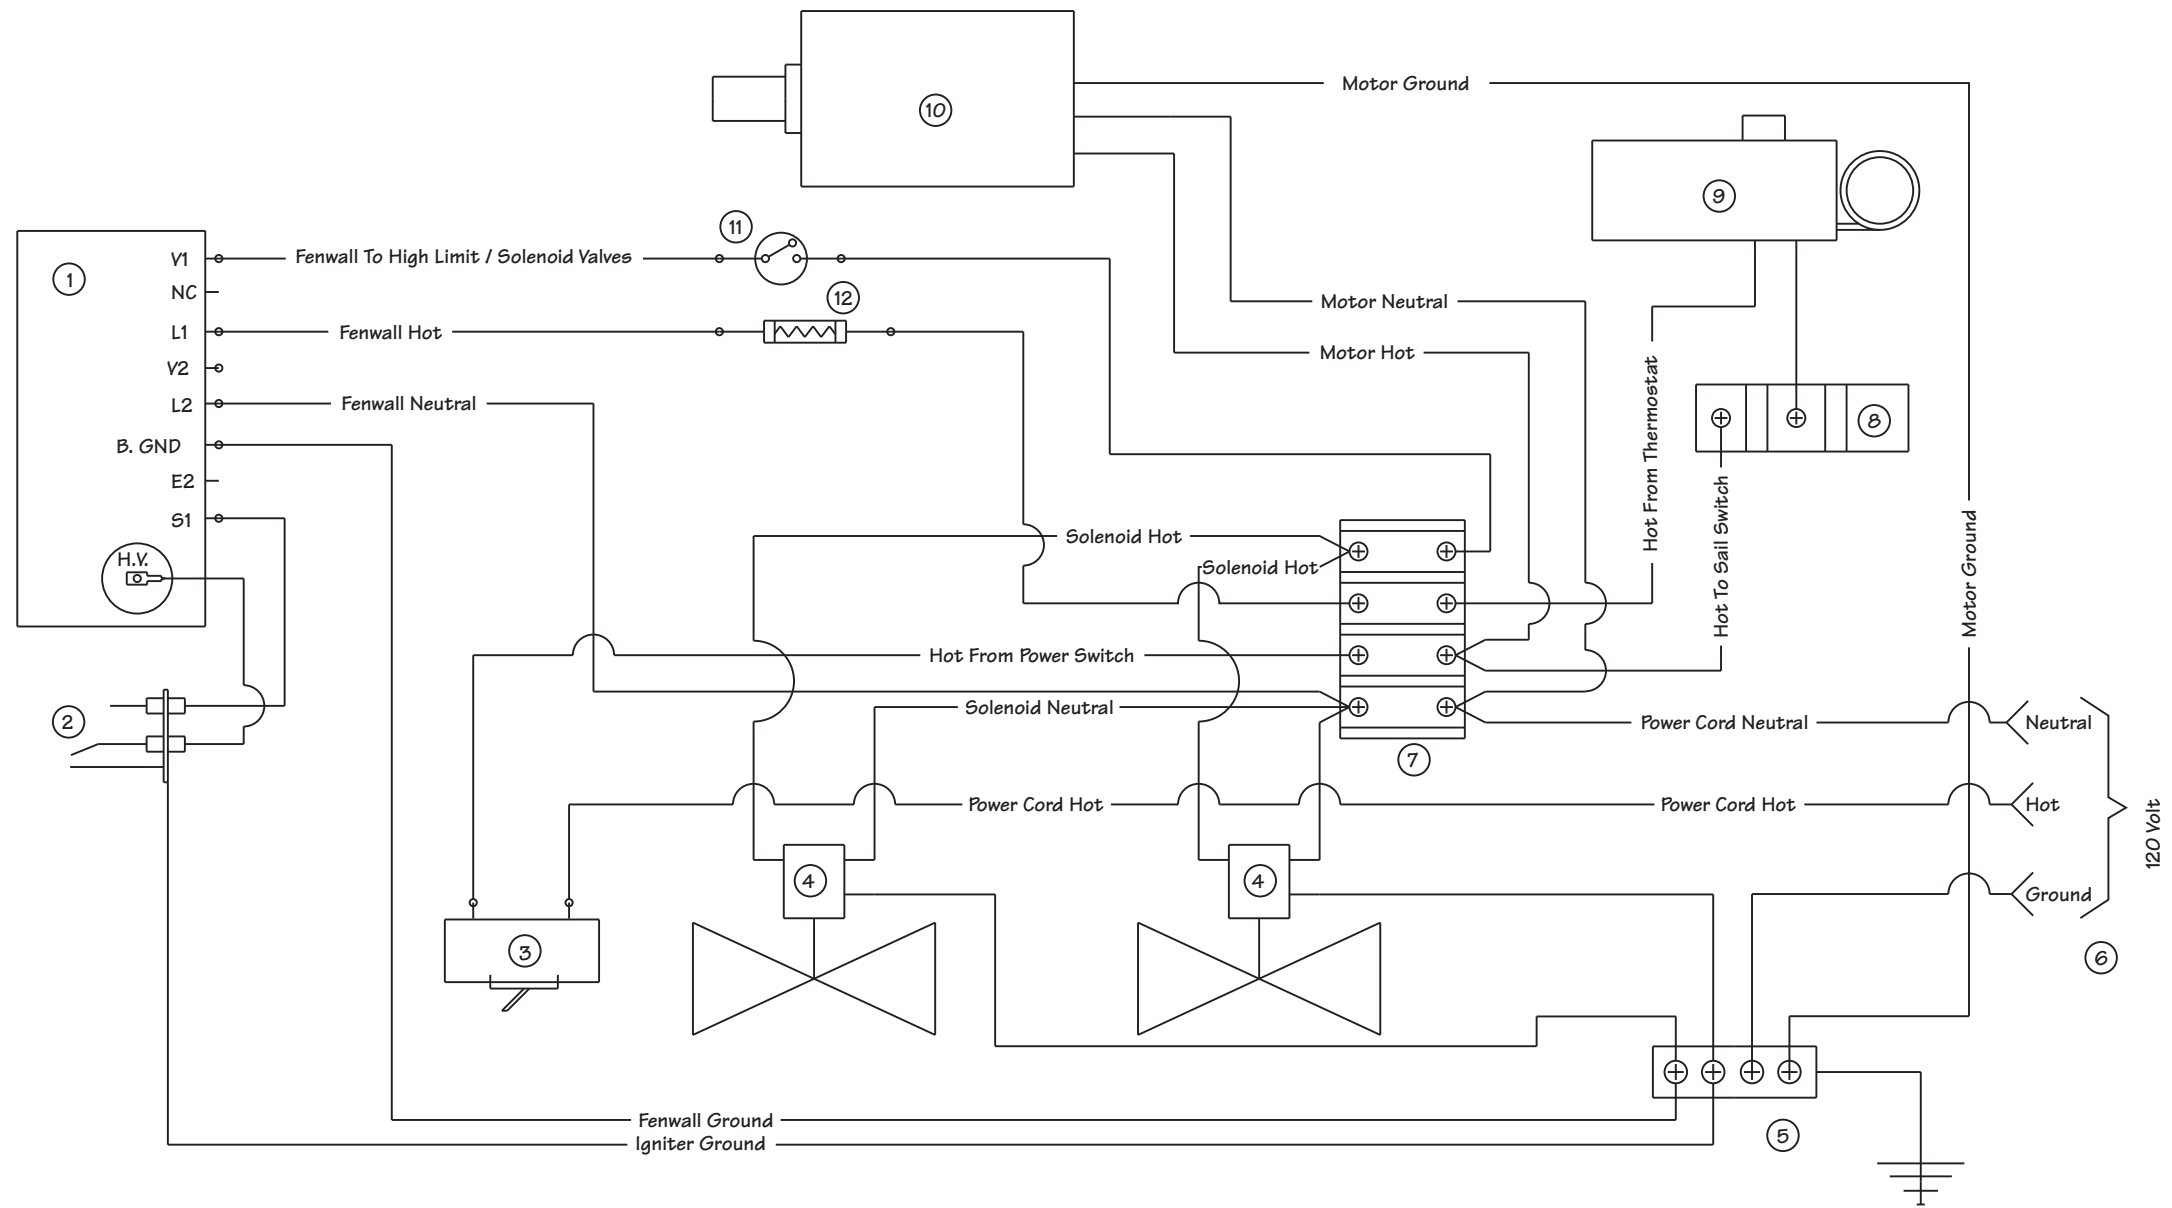 10
Motor Ground
9
11
1
V1
Fenwall To High Limit / Solenoid Valves
NC
12
Motor Neutral
L1
Fenwall Hot
Motor Hot
V2
L2
Fenwall Neutral
Hot From Thermostat
8
B. GND
E2
S1
Hot To Sail Switch
Motor Ground
Solenoid Hot
Solenoid Hot
H.V.
Hot From Power Switch
2
Solenoid Neutral
7
Power Cord Neutral
Neutral
Power Cord Hot
Power Cord Hot
Hot
120 Volt
4
4
Ground
3
6
Fenwall Ground
Igniter Ground
5